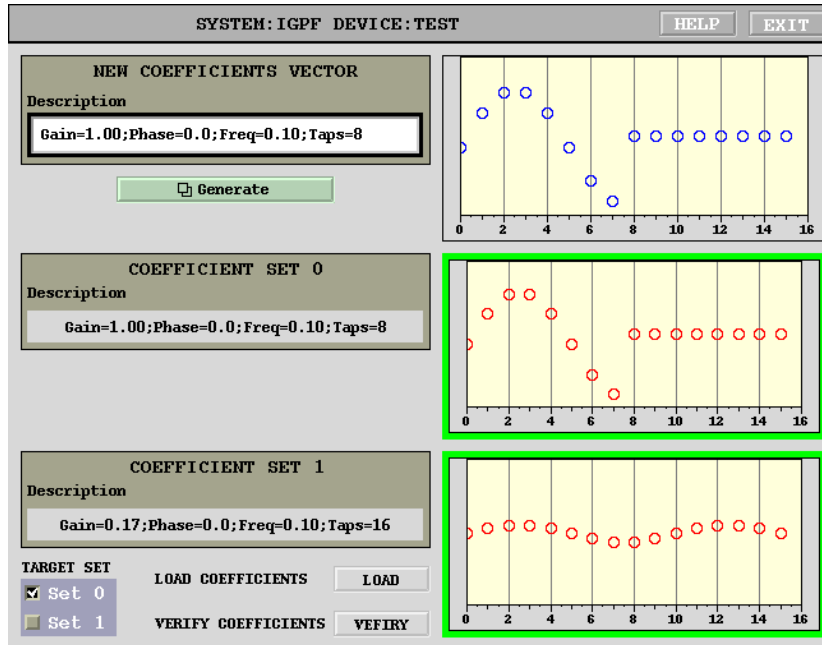 SYSTEM:IGPF DEVICE:TEST
HELP
EXIT
NEW COEFFICIENTS VECTOR
Description
Gain=1.00;Phase=0.0;Freq=0.10;Taps=8
Generate
0 2 4 6 8 10 12 14 16
COEFFICIENT SET 0
Description
Gain=1.00;Phase=0.0;Freq=0.10;Taps=8
0 2 4 6 8 10 12 14 16
COEFFICIENT SET 1
Description
Gain=0.17;Phase=0.0;Freq=0.10;Taps=16
0 2 4 6 8 10 12 14 16
TARGET SET
Set 0
Set 1
LOAD COEFFICIENTS
LOAD
VERIFY COEFFICIENTS
VEFIRY